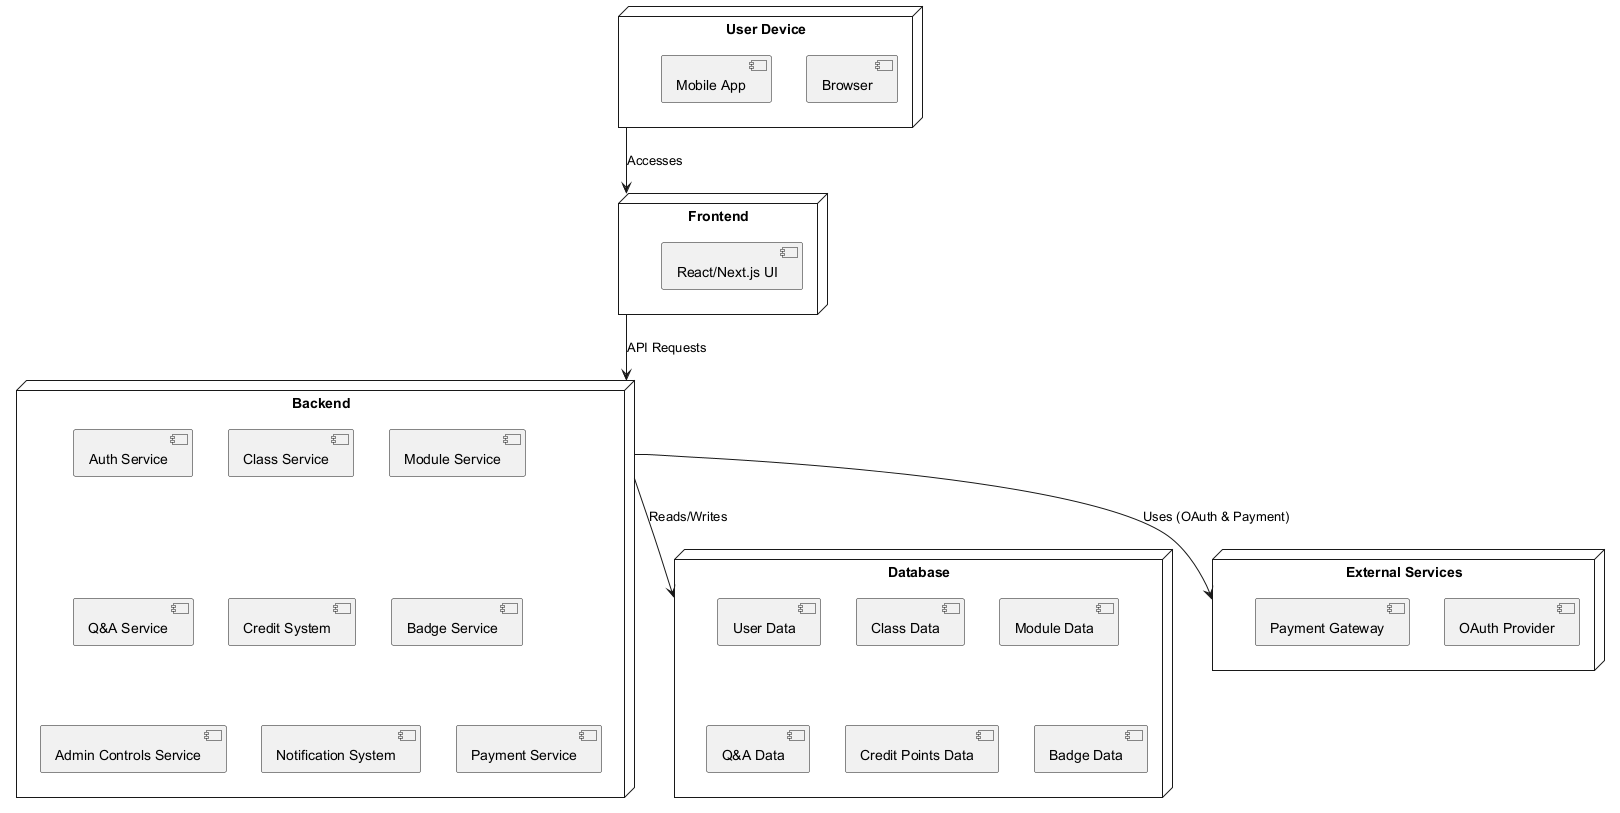 User Device
Mobile App
Browser
Accesses
Frontend
React/Next.js UI
API Requests
Backend
Auth Service
Class Service
Module Service
Reads/Writes
Uses (OAuth & Payment)
Database
External Services
Q&A Service
Credit System
Badge Service
User Data
Class Data
Module Data
Payment Gateway
OAuth Provider
Admin Controls Service
Notification System
Payment Service
Q&A Data
Credit Points Data
Badge Data